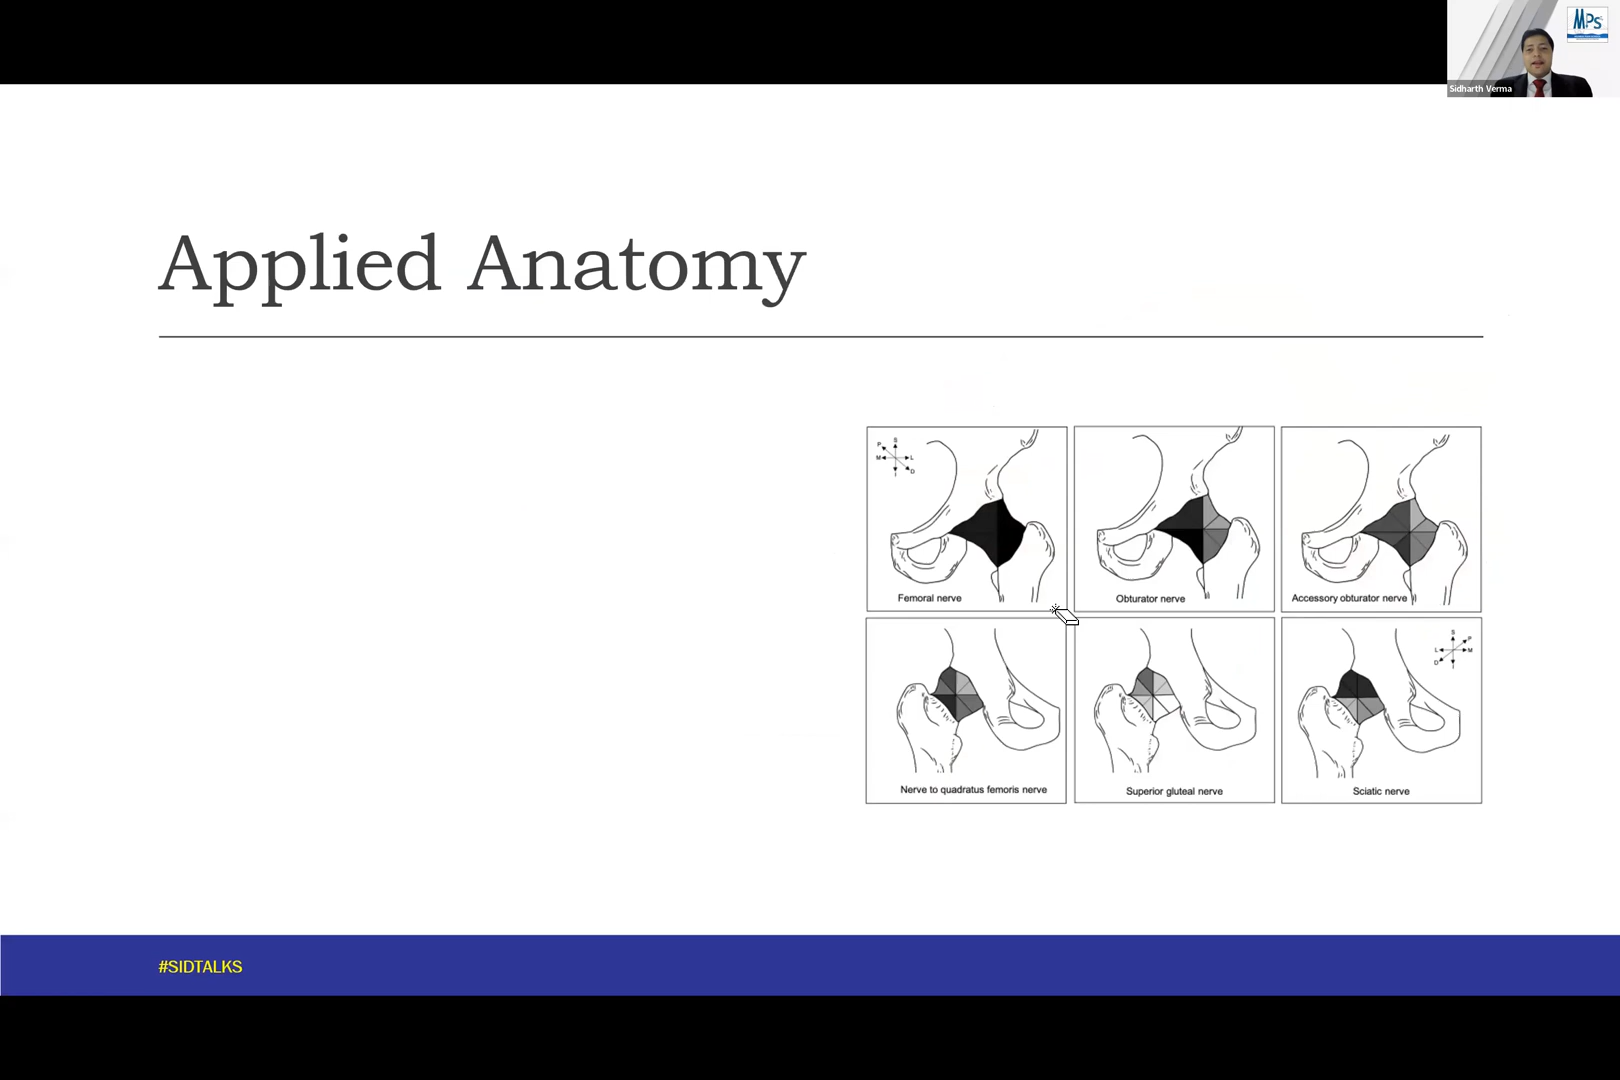 MPS
Sidharth Verma
Applied Anatomy
S
P
M
L
D
I
Femoral nerve
Obturator nerve
Accessory obturator nerve
S
P
L
M
D
I
Nerve to quadratus femoris nerve
Superior gluteal nerve
Sciatic nerve
#SIDTALKS